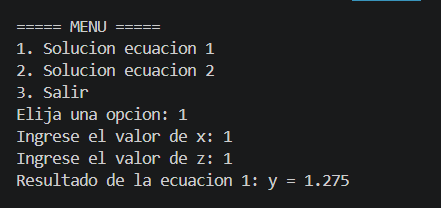 ===== MENU =====
1. Solucion ecuacion 1
2. Solucion ecuacion 2
3. Salir
Elija una opcion: 1
Ingrese el valor de x: 1
Ingrese el valor de z: 1
Resultado de la ecuacion 1: y = 1.275